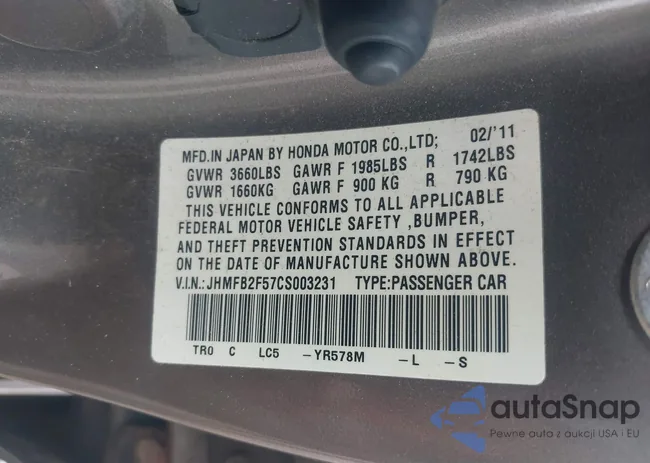 MFD.IN JAPAN BY HONDA MOTOR CO.,LTD; 02/'11
GVWR 3660LBS GAWR F 1985LBS R 1742LBS
GVWR 1660KG GAWR F 900 KG R 790 KG
THIS VEHICLE CONFORMS TO ALL APPLICABLE
FEDERAL MOTOR VEHICLE SAFETY ,BUMPER,
AND THEFT PREVENTION STANDARDS IN EFFECT
ON THE DATE OF MANUFACTURE SHOWN ABOVE.
V.I.N.:JHMFB2F57CS003231 TYPE:PASSENGER CAR
TRO C LC5 -YR578M -L -S
autaSnap
Pewne auta z aukcji USA i EU